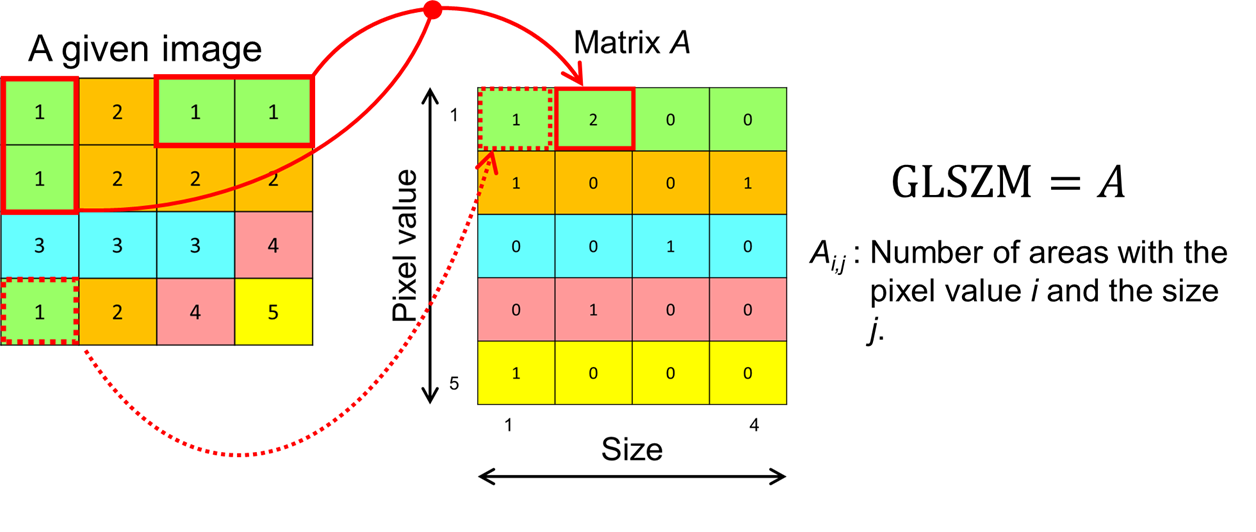 A given image
1 2 1 1
1 2 2 2
3 3 3 4
1 2 4 5
Matrix A
Pixel value
1
5
1 2 0 0
1 0 0 1
0 0 1 0
0 1 0 0
1 0 0 0
1 4
Size
GLSZM = A
Ai,j : Number of areas with the
pixel value i and the size
j.